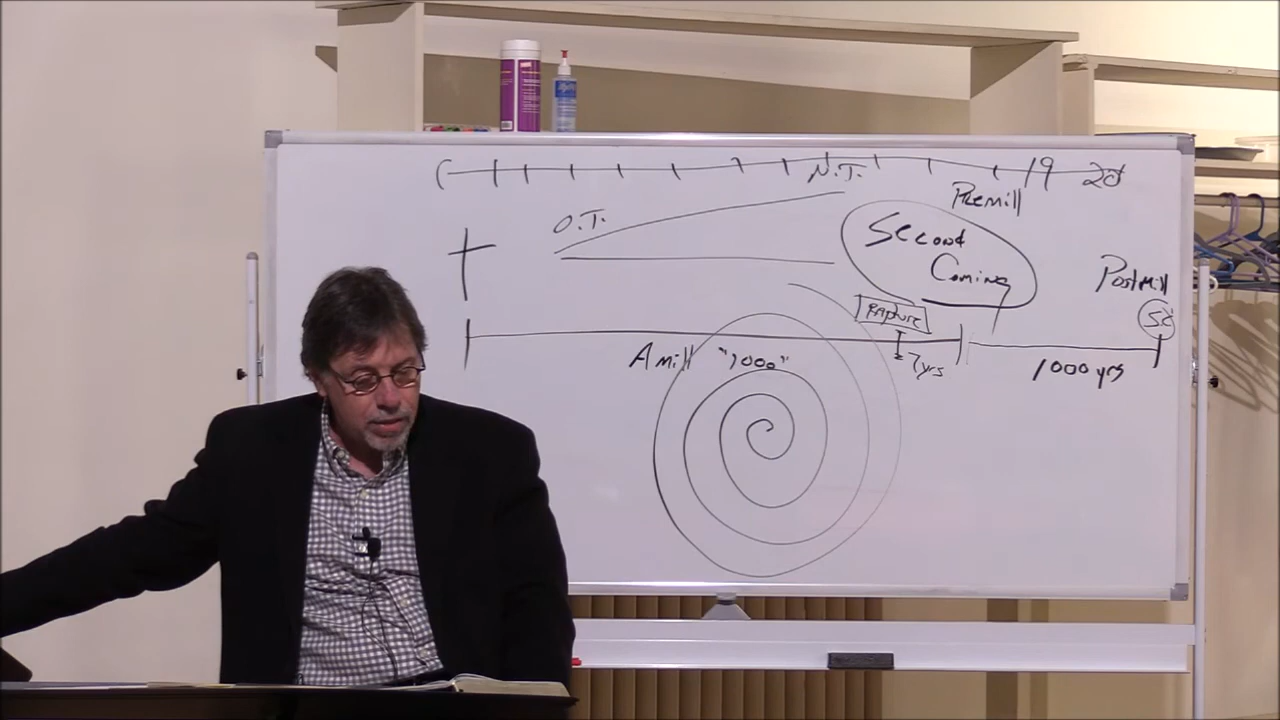 N.T.
19 20
Premill
O.T.
Second
Coming
Postmill
Rapture
SC
Amill "1000"
7yrs
1000 yrs